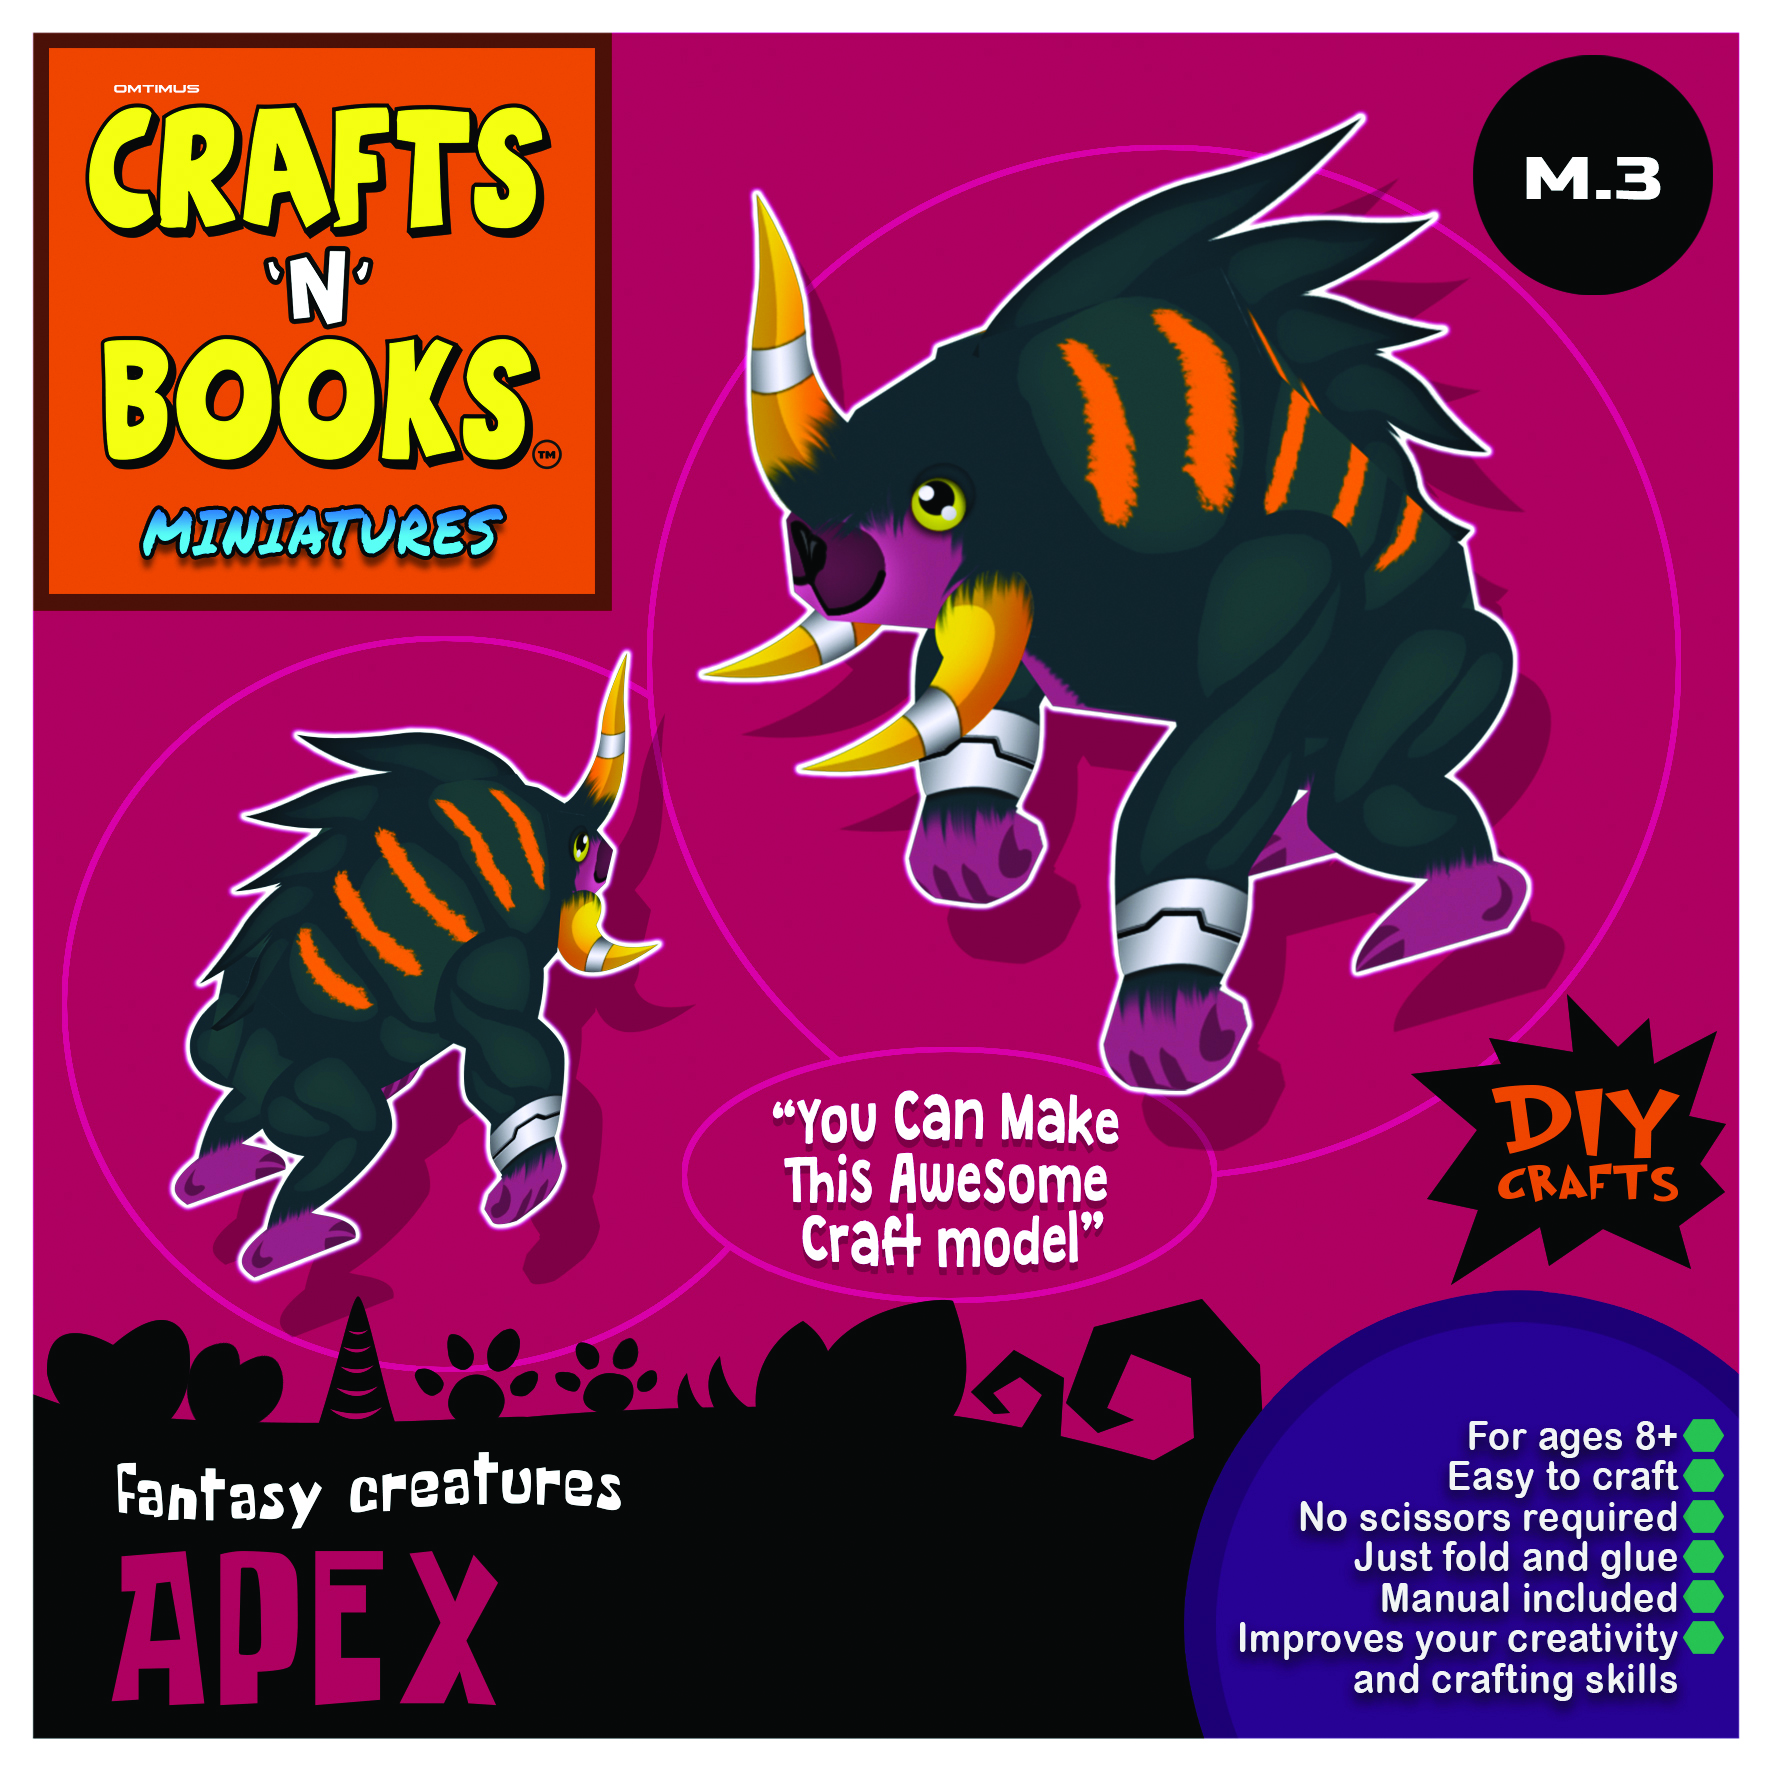 OMTIMUS
CRAFTS
'N'
BOOKS
TM
MINIATURES
M.3
"You Can Make
This Awesome
Craft model"
DIY
CRAFTS
Fantasy creatures
APEX
For ages 8+
Easy to craft
No scissors required
Just fold and glue
Manual included
Improves your creativity
and crafting skills